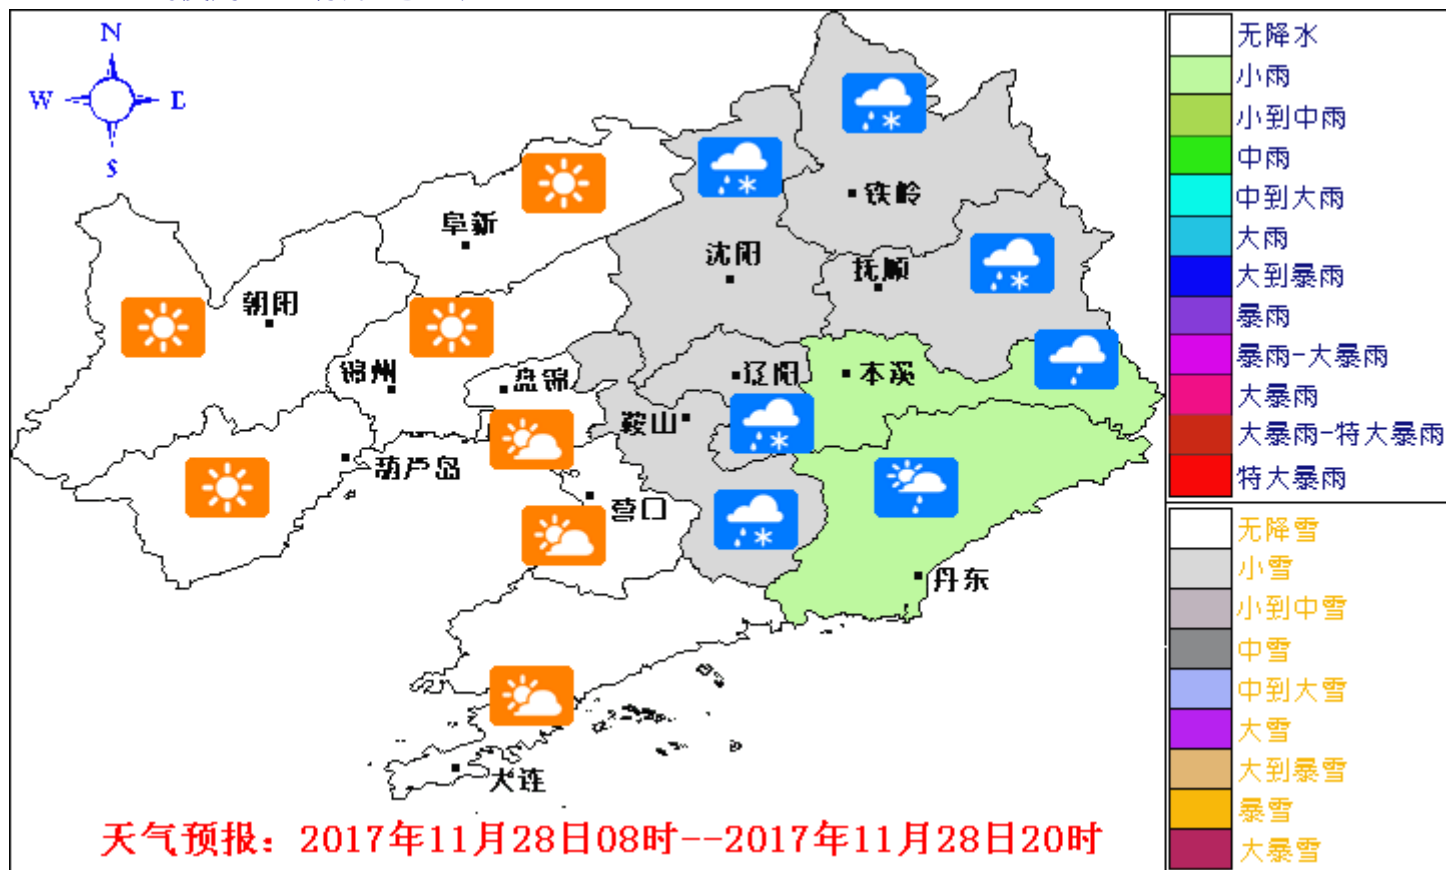 N
W E
S
铁岭
阜新
沈阳
抚顺
朝阳
锦州
盘锦
辽阳
本溪
鞍山
葫芦岛
营口
丹东
大连
天气预报：2017年11月28日08时--2017年11月28日20时
无降水
小雨
小到中雨
中雨
中到大雨
大雨
大到暴雨
暴雨
暴雨-大暴雨
大暴雨
大暴雨-特大暴雨
特大暴雨
无降雪
小雪
小到中雪
中雪
中到大雪
大雪
大到暴雪
暴雪
大暴雪